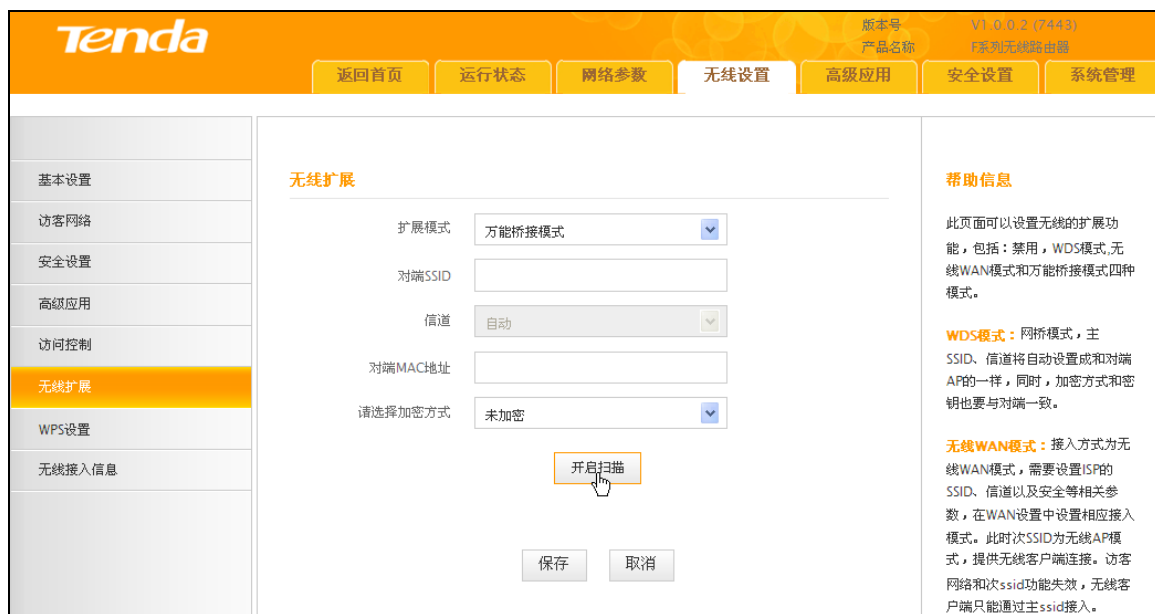 Tenda
版本号 V1.0.0.2 (7443)
产品名称 F系列无线路由器
返回首页 运行状态 网络参数 无线设置 高级应用 安全设置 系统管理
基本设置
访客网络
安全设置
高级应用
访问控制
无线扩展
WPS设置
无线接入信息
无线扩展
扩展模式 万能桥接模式
对端SSID
信道 自动
对端MAC地址
请选择加密方式 未加密
开启扫描
保存 取消
帮助信息
此页面可以设置无线的扩展功
能，包括：禁用，WDS模式,无
线WAN模式和万能桥接模式四种
模式。
WDS模式：网桥模式，主
SSID、信道将自动设置成和对端
AP的一样，同时，加密方式和密
钥也要与对端一致。
无线WAN模式：接入方式为无
线WAN模式，需要设置ISP的
SSID、信道以及安全等相关参
数，在WAN设置中设置相应接入
模式。此时次SSID为无线AP模
式，提供无线客户端连接。访客
网络和次ssid功能失效，无线客
户端只能通过主ssid接入。